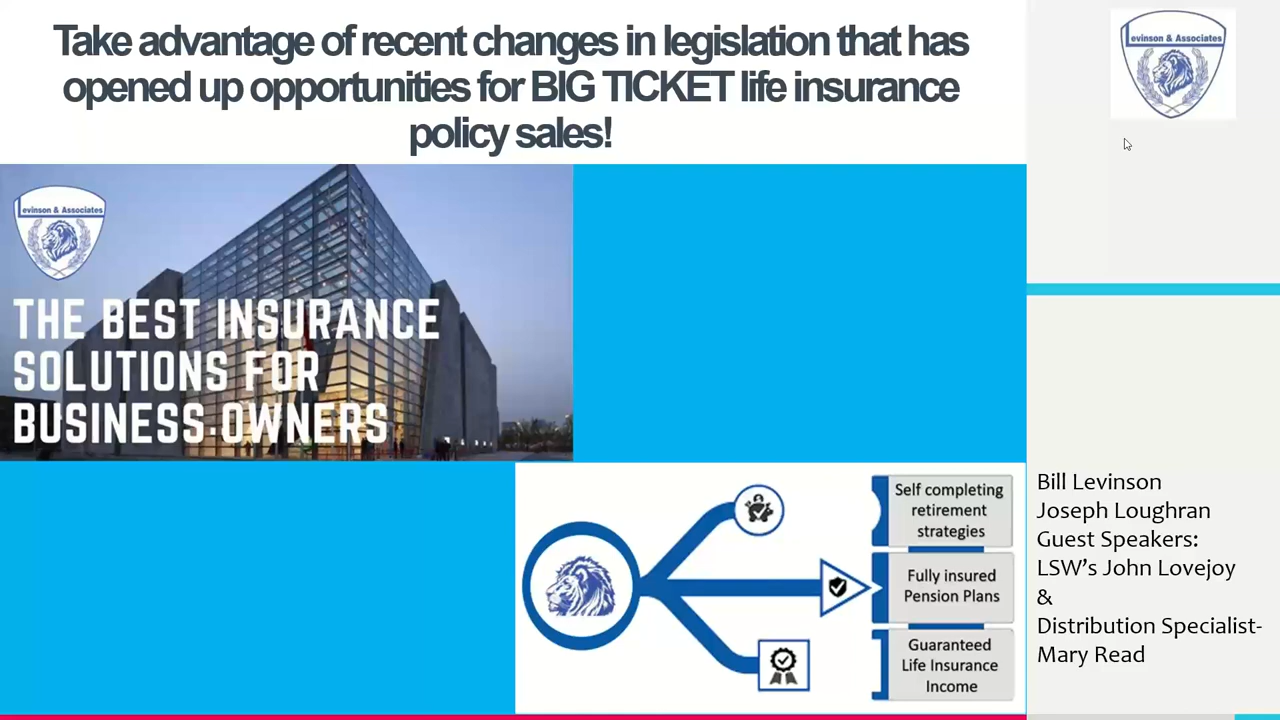 Take advantage of recent changes in legislation that has
opened up opportunities for BIG TICKET life insurance
policy sales!
Levinson & Associates
Levinson & Associates
THE BEST INSURANCE
SOLUTIONS FOR
BUSINESS OWNERS
Self completing
retirement
strategies
Fully insured
Pension Plans
Guaranteed
Life Insurance
Income
Bill Levinson
Joseph Loughran
Guest Speakers:
LSW's John Lovejoy
&
Distribution Specialist-
Mary Read